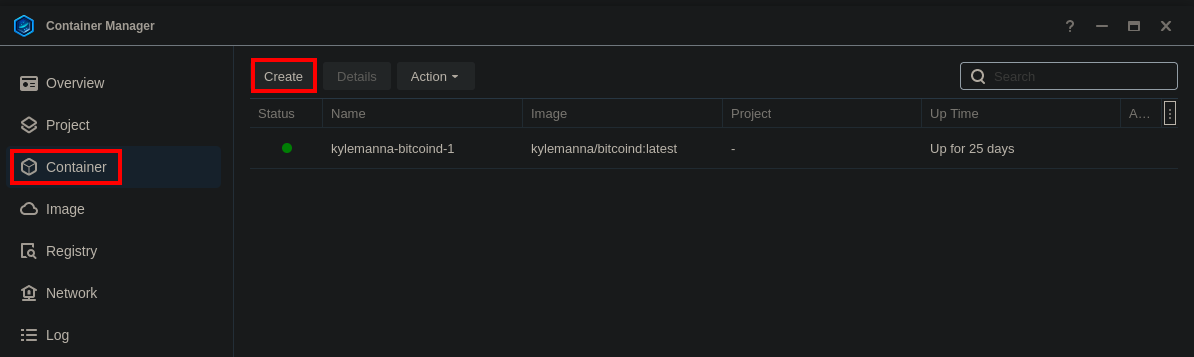 Container Manager
Overview
Project
Container
Image
Registry
Network
Log
Create Details Action
Search
Status Name Image Project Up Time A...
kylemanna-bitcoind-1 kylemanna/bitcoind:latest - Up for 25 days